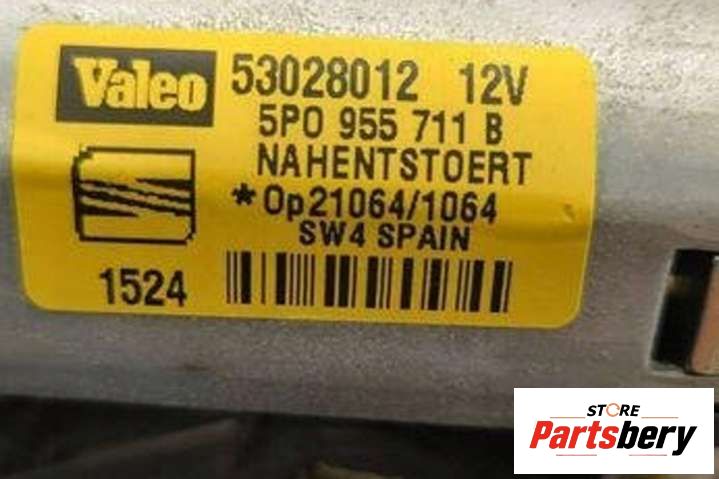 Valeo
53028012 12V
5P0 955 711 B
NAHENTSTOERT
*Op21064/1064
SW4 SPAIN
1524
STORE
Partsbery